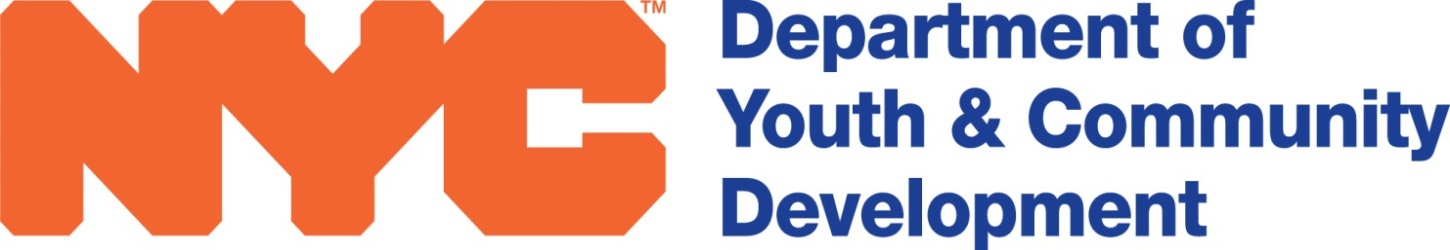 NYC™
Department of
Youth & Community
Development